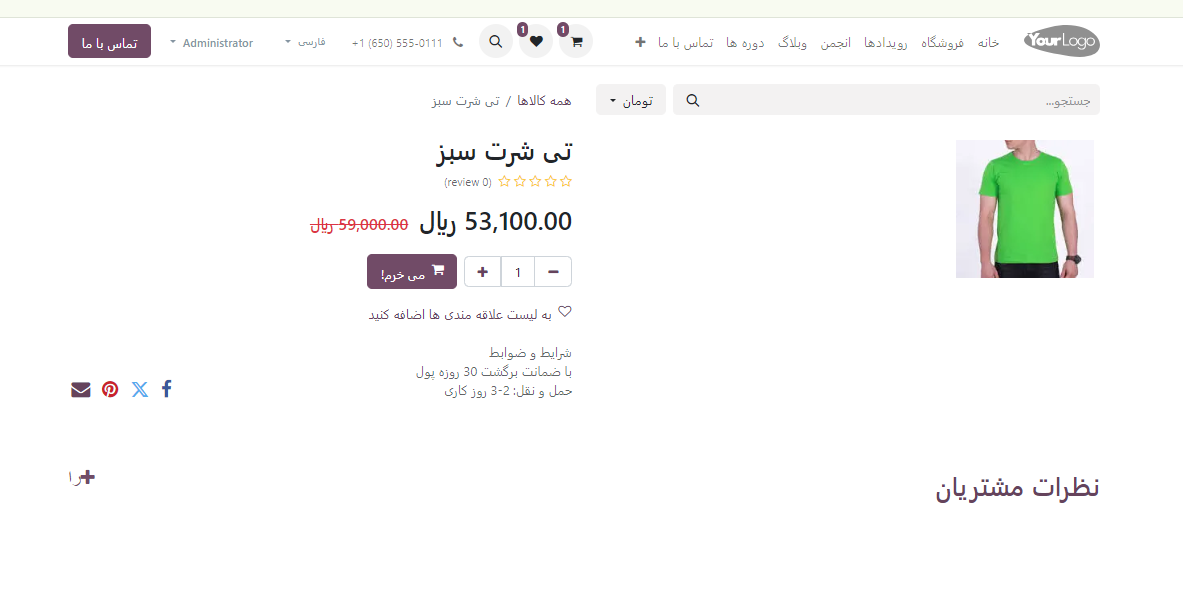 YourLogo
خانه
فروشگاه
رویدادها
انجمن
وبلاگ
دوره ها
تماس با ما
1
1
+1 (650) 555-0111
فارسی
Administrator
تماس با ما
جستجو...
تومان
همه کالاها / تی شرت سبز
تی شرت سبز
(0 review)
53,100.00 ریال 59,000.00 ریال
1
می خرم!
به لیست علاقه مندی ها اضافه کنید
شرایط و ضوابط
با ضمانت برگشت 30 روزه پول
حمل و نقل: 2-3 روز کاری
نظرات مشتریان